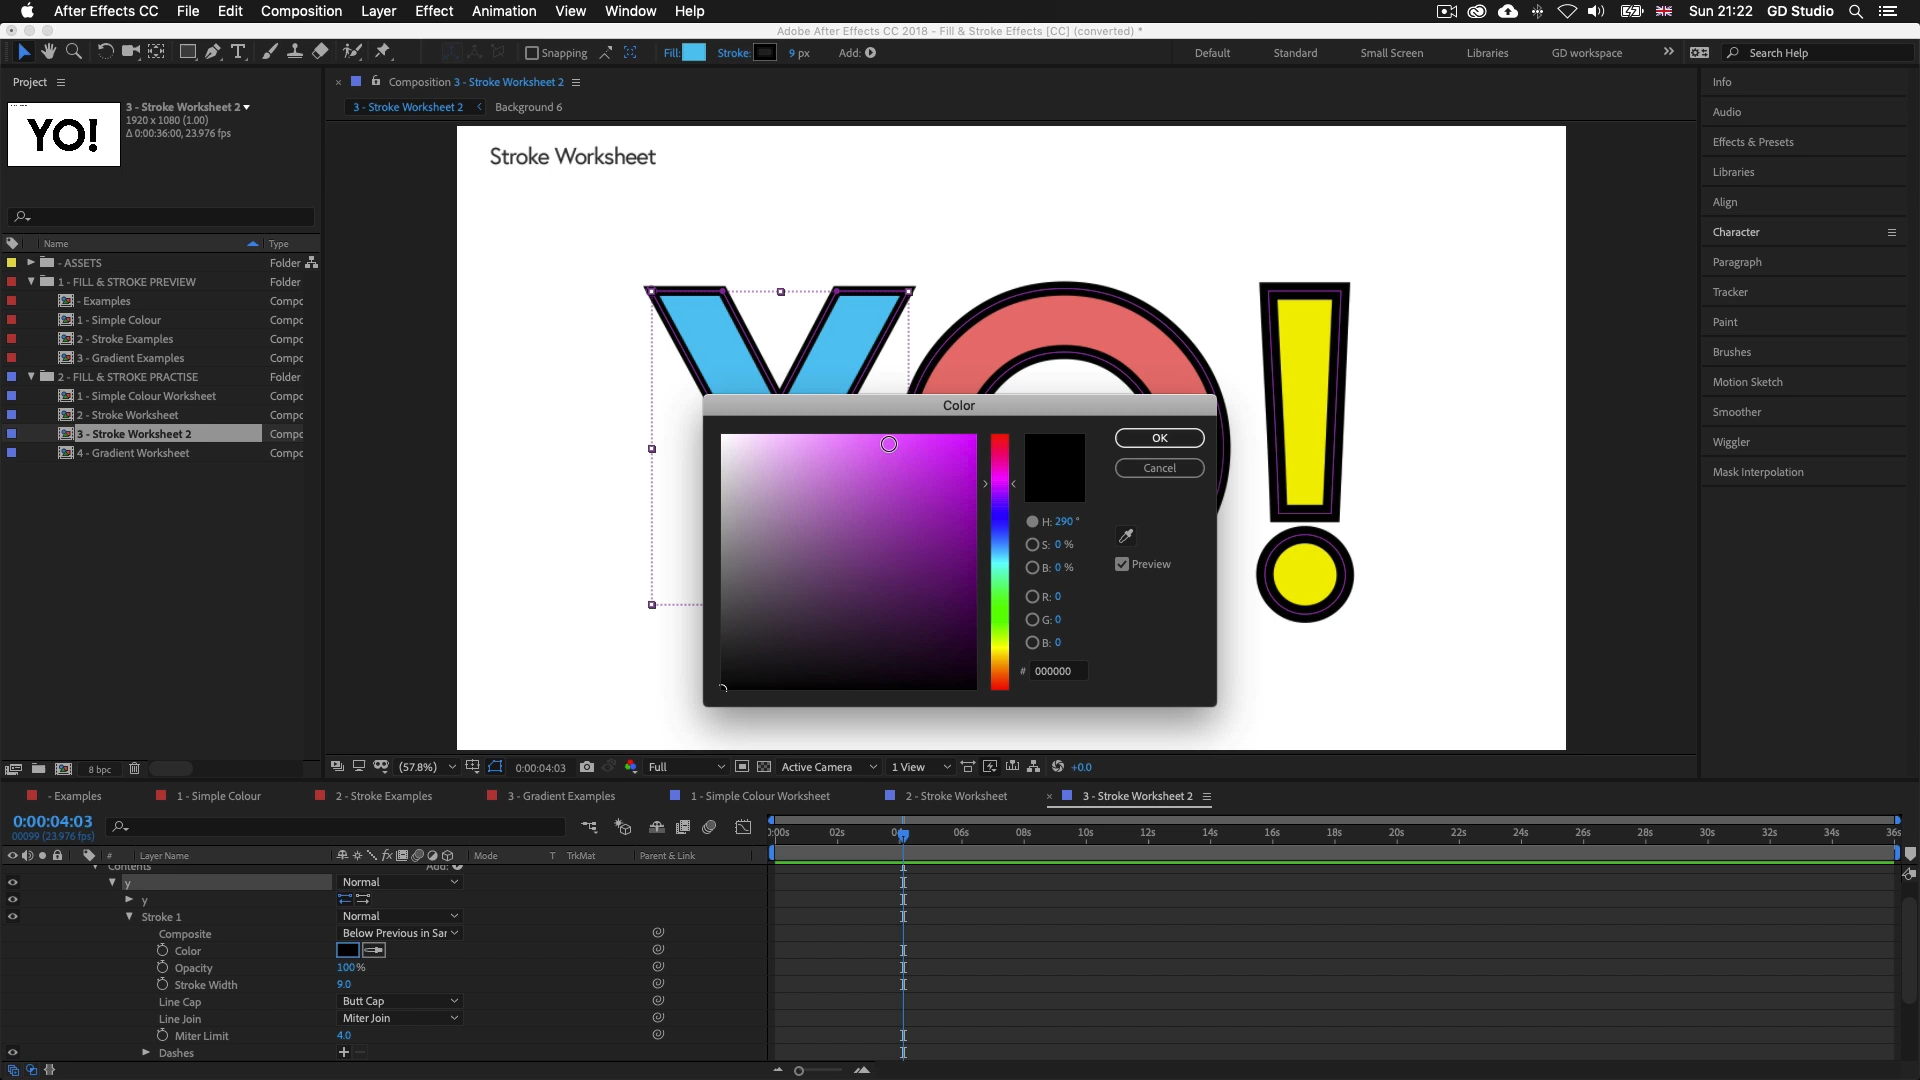 After Effects CC File Edit Composition Layer Effect Animation View Window Help Sun 21:22 GD Studio
Adobe After Effects CC 2018 - Fill & Stroke Effects [CC] (converted) *
Snapping Fill: Stroke: 9 px Add: Default Standard Small Screen Libraries GD workspace Search Help
Project
Composition 3 - Stroke Worksheet 2
3 - Stroke Worksheet 2 Background 6
3 - Stroke Worksheet 2
1920 x 1080 (1.00)
Δ 0:00:36:00, 23.976 fps
YO!
Name Type
- ASSETS Folder
1 - FILL & STROKE PREVIEW Folder
- Examples Compc
1 - Simple Colour Compc
2 - Stroke Examples Compc
3 - Gradient Examples Compc
2 - FILL & STROKE PRACTISE Folder
1 - Simple Colour Worksheet Compc
2 - Stroke Worksheet Compc
3 - Stroke Worksheet 2 Compc
4 - Gradient Worksheet Compc
8 bpc
Stroke Worksheet
YO!
Color
OK
Cancel
H: 290 °
S: 0 %
B: 0 %
Preview
R: 0
G: 0
B: 0
# 000000
Info
Audio
Effects & Presets
Libraries
Align
Character
Paragraph
Tracker
Paint
Brushes
Motion Sketch
Smoother
Wiggler
Mask Interpolation
(57.8%) 0:00:04:03 Full Active Camera 1 View +0.0
- Examples 1 - Simple Colour 2 - Stroke Examples 3 - Gradient Examples 1 - Simple Colour Worksheet 2 - Stroke Worksheet 3 - Stroke Worksheet 2
0:00:04:03
00099 (23.976 fps)
:00s 02s 06s 08s 10s 12s 14s 16s 18s 20s 22s 24s 26s 28s 30s 32s 34s 36s
# Layer Name Mode T TrkMat Parent & Link
Contents Add:
y Normal
y
Stroke 1 Normal
Composite Below Previous in Sar
Color
Opacity 100%
Stroke Width 9.0
Line Cap Butt Cap
Line Join Miter Join
Miter Limit 4.0
Dashes